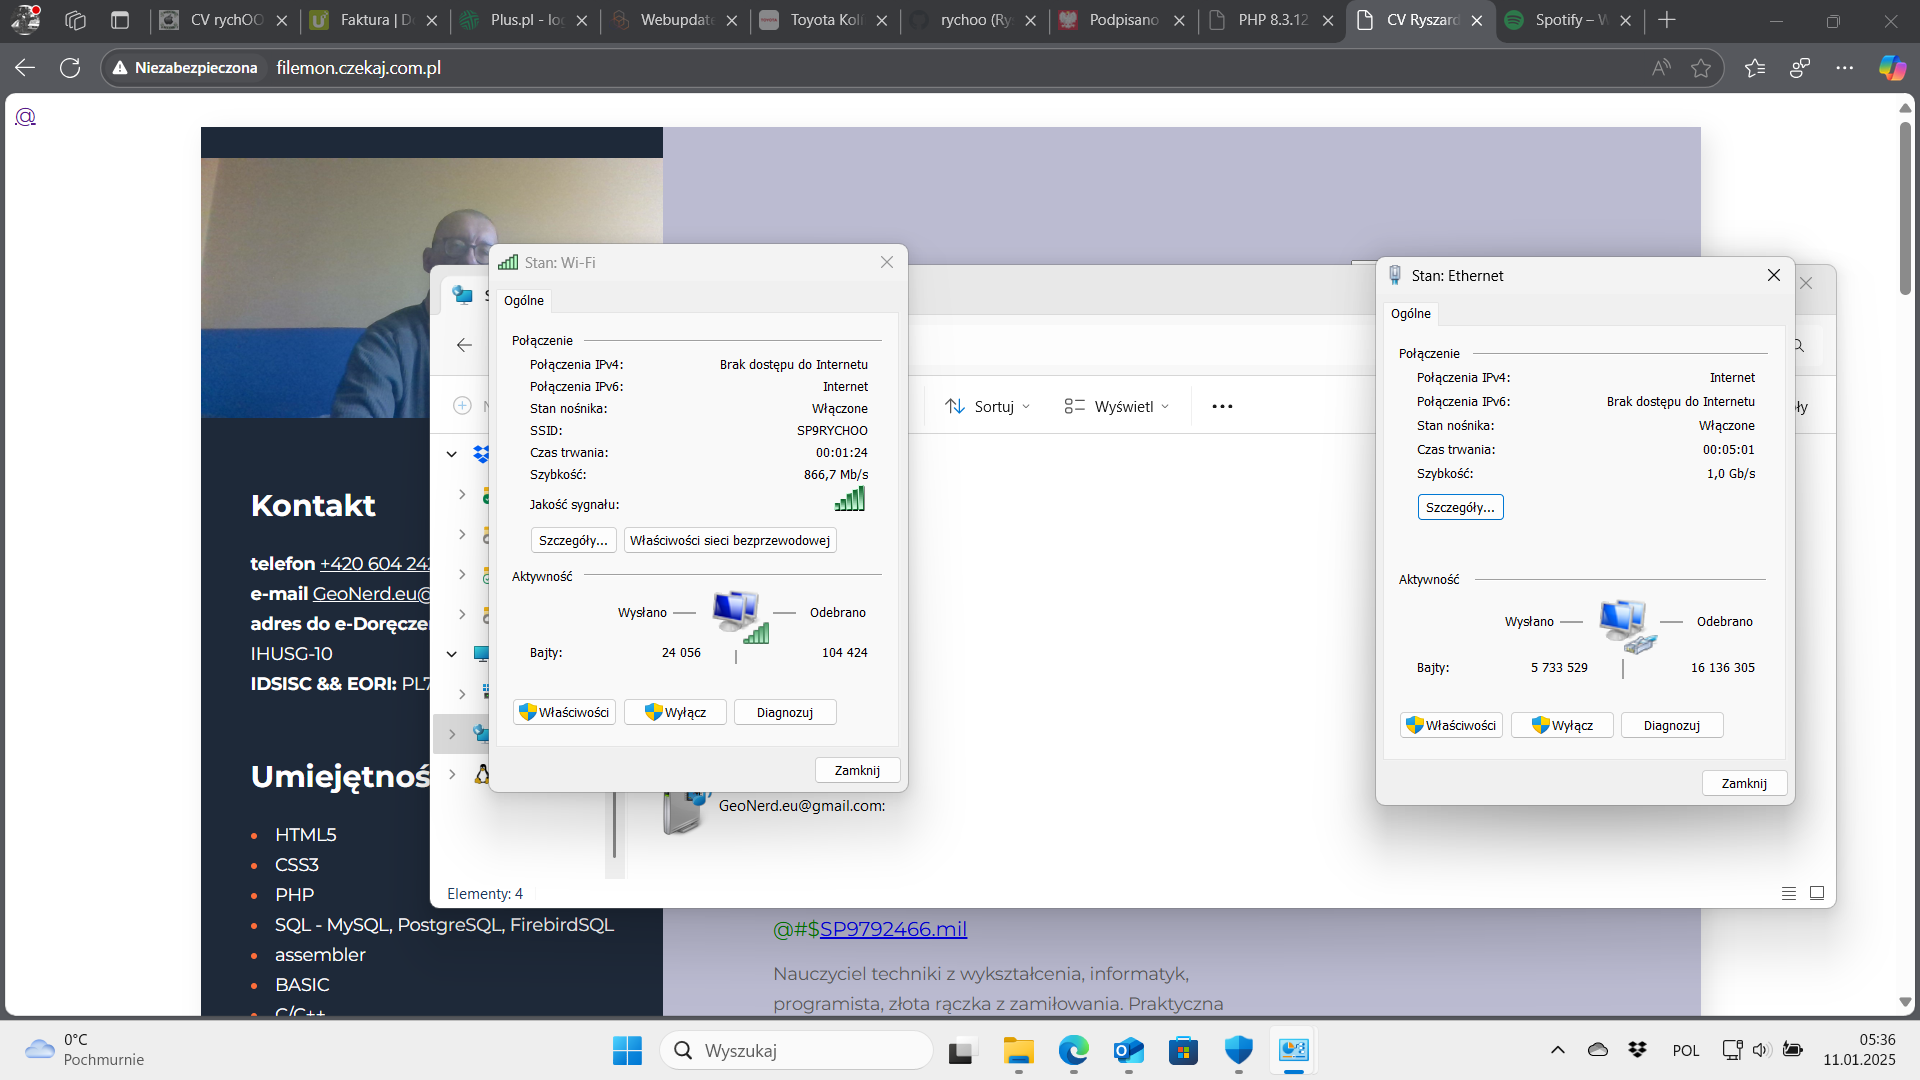 CV rychOO
Faktura | De
Plus.pl - log
Webupdate
Toyota Koli
rychoo (Ry
Podpisano
PHP 8.3.12
CV Ryszard
Spotify – W
Niezabezpieczona
filemon.czekaj.com.pl
@
Kontakt
telefon +420 604 242
e-mail GeoNerd.eu@
adres do e-Doręczeń
IHUSG-10
IDSISC && EORI: PL7
Umiejętnoś
HTML5
CSS3
PHP
SQL - MySQL, PostgreSQL, FirebirdSQL
assembler
BASIC
C/C++
Stan: Wi-Fi
Ogólne
Połączenie
Połączenia IPv4: Brak dostępu do Internetu
Połączenia IPv6: Internet
Stan nośnika: Włączone
SSID: SP9RYCHOO
Czas trwania: 00:01:24
Szybkość: 866,7 Mb/s
Jakość sygnału:
Szczegóły... Właściwości sieci bezprzewodowej
Aktywność
Wysłano Odebrano
Bajty: 24 056 104 424
Właściwości Wyłącz Diagnozuj
Zamknij
Sortuj Wyświetl
GeoNerd.eu@gmail.com:
Elementy: 4
Stan: Ethernet
Ogólne
Połączenie
Połączenia IPv4: Internet
Połączenia IPv6: Brak dostępu do Internetu
Stan nośnika: Włączone
Czas trwania: 00:05:01
Szybkość: 1,0 Gb/s
Szczegóły...
Aktywność
Wysłano Odebrano
Bajty: 5 733 529 16 136 305
Właściwości Wyłącz Diagnozuj
Zamknij
@#$SP9792466.mil
Nauczyciel techniki z wykształcenia, informatyk,
programista, złota rączka z zamiłowania. Praktyczna
0°C
Pochmurnie
Wyszukaj
POL
05:36
11.01.2025